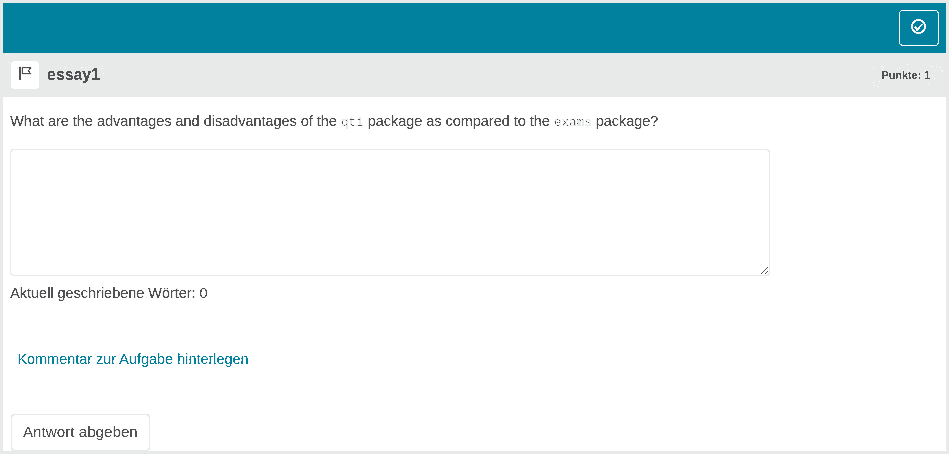 essay1
Punkte: 1
What are the advantages and disadvantages of the qti package as compared to the exams package?
Aktuell geschriebene Wörter: 0
Kommentar zur Aufgabe hinterlegen
Antwort abgeben